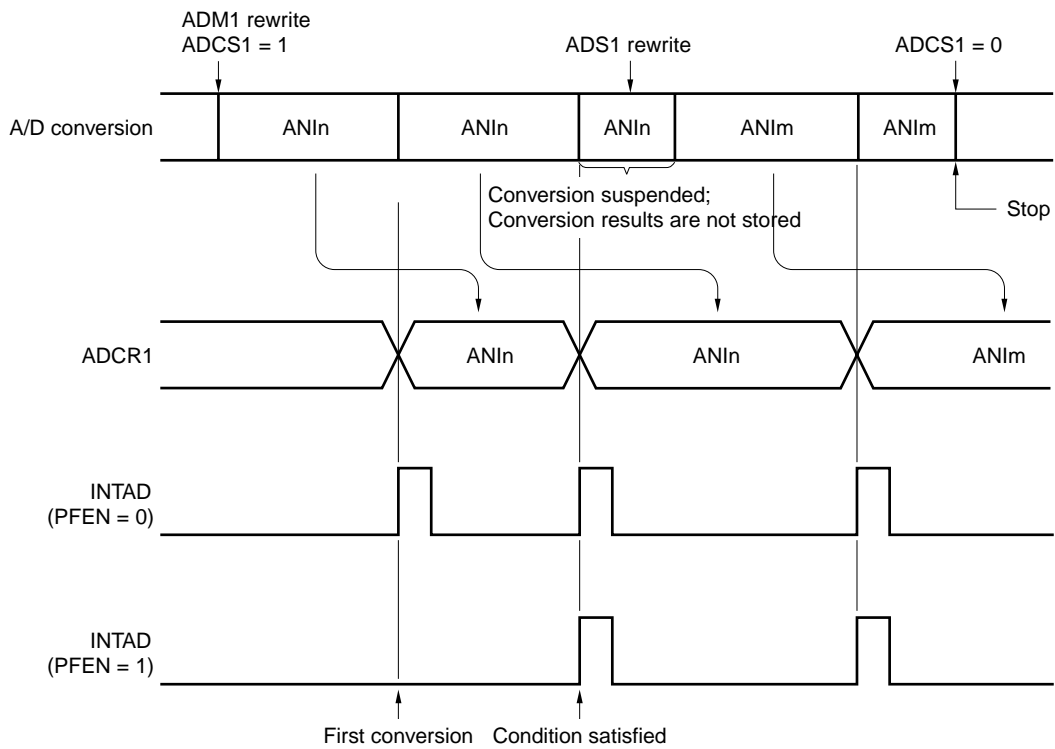 ADM1 rewrite
ADCS1 = 1
ADS1 rewrite
ADCS1 = 0
A/D conversion
ANIn
ANIn
ANIn
ANIm
ANIm
Conversion suspended;
Conversion results are not stored
Stop
ADCR1
ANIn
ANIn
ANIm
INTAD
(PFEN = 0)
INTAD
(PFEN = 1)
First conversion
Condition satisfied